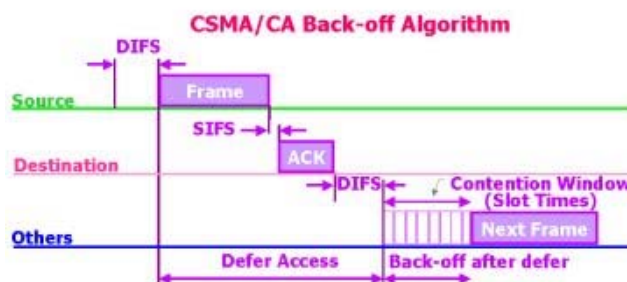 CSMA/CA Back-off Algorithm
DIFS
Frame
Source
SIFS
ACK
Destination
DIFS
Contention Window
(Slot Times)
Next Frame
Others
Defer Access
Back-off after defer